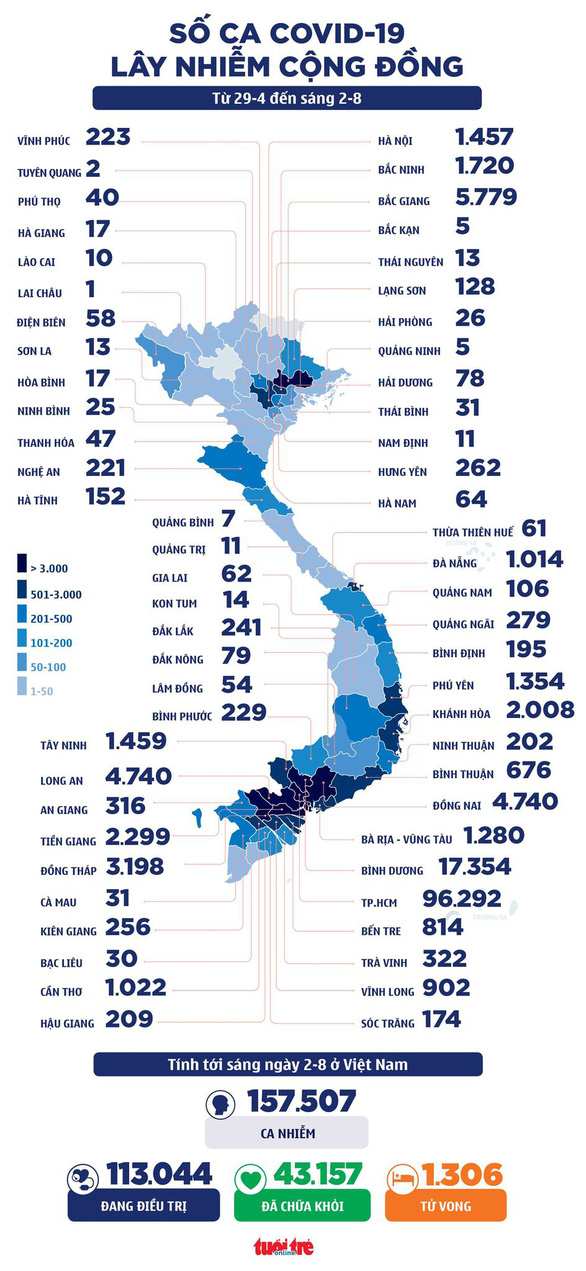 SỐ CA COVID-19
LÂY NHIỄM CỘNG ĐỒNG
Từ 29-4 đến sáng 2-8
VĨNH PHÚC 223
TUYÊN QUANG 2
PHÚ THỌ 40
HÀ GIANG 17
LÀO CAI 10
LAI CHÂU 1
ĐIỆN BIÊN 58
SƠN LA 13
HÒA BÌNH 17
NINH BÌNH 25
THANH HÓA 47
NGHỆ AN 221
HÀ TĨNH 152
HÀ NỘI 1.457
BẮC NINH 1.720
BẮC GIANG 5.779
BẮC KẠN 5
THÁI NGUYÊN 13
LẠNG SƠN 128
HẢI PHÒNG 26
QUẢNG NINH 5
HẢI DƯƠNG 78
THÁI BÌNH 31
NAM ĐỊNH 11
HƯNG YÊN 262
HÀ NAM 64
QUẢNG BÌNH 7
QUẢNG TRỊ 11
GIA LAI 62
KON TUM 14
ĐẮK LẮK 241
ĐẮK NÔNG 79
LÂM ĐỒNG 54
BÌNH PHƯỚC 229
THỪA THIÊN HUẾ 61
ĐÀ NẴNG 1.014
QUẢNG NAM 106
QUẢNG NGÃI 279
BÌNH ĐỊNH 195
PHÚ YÊN 1.354
KHÁNH HÒA 2.008
NINH THUẬN 202
BÌNH THUẬN 676
ĐỒNG NAI 4.740
> 3.000
501-3.000
201-500
101-200
50-100
1-50
TÂY NINH 1.459
LONG AN 4.740
AN GIANG 316
TIỀN GIANG 2.299
ĐỒNG THÁP 3.198
CÀ MAU 31
KIÊN GIANG 256
BẠC LIÊU 30
CẦN THƠ 1.022
HẬU GIANG 209
BÀ RỊA - VŨNG TÀU 1.280
BÌNH DƯƠNG 17.354
TP.HCM 96.292
TRƯỜNG SA
BẾN TRE 814
TRÀ VINH 322
VĨNH LONG 902
SÓC TRĂNG 174
Tính tới sáng ngày 2-8 ở Việt Nam
157.507
CA NHIỄM
113.044
ĐANG ĐIỀU TRỊ
43.157
ĐÃ CHỮA KHỎI
1.306
TỬ VONG
tuổi trẻ
online